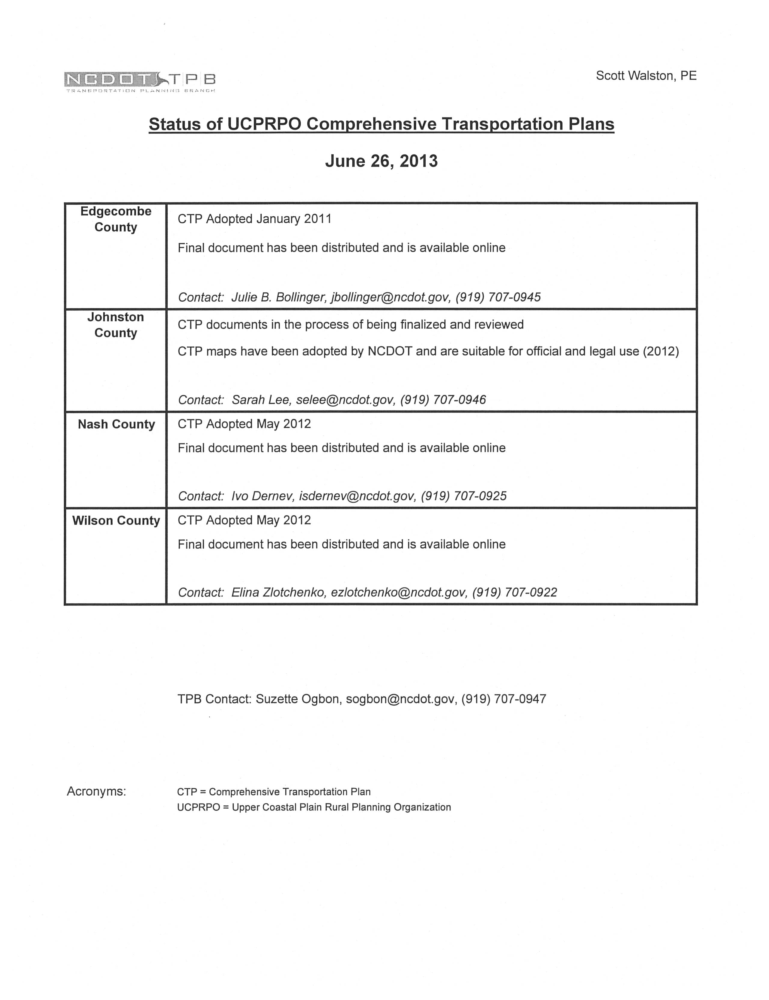 NCDOT TPB
TRANSPORTATION PLANNING BRANCH
Scott Walston, PE
Status of UCPRPO Comprehensive Transportation Plans
June 26, 2013
Edgecombe
County
CTP Adopted January 2011
Final document has been distributed and is available online
Contact: Julie B. Bollinger, jbollinger@ncdot.gov, (919) 707-0945
Johnston
County
CTP documents in the process of being finalized and reviewed
CTP maps have been adopted by NCDOT and are suitable for official and legal use (2012)
Contact: Sarah Lee, selee@ncdot.gov, (919) 707-0946
Nash County
CTP Adopted May 2012
Final document has been distributed and is available online
Contact: Ivo Dernev, isdernev@ncdot.gov, (919) 707-0925
Wilson County
CTP Adopted May 2012
Final document has been distributed and is available online
Contact: Elina Zlotchenko, ezlotchenko@ncdot.gov, (919) 707-0922
TPB Contact: Suzette Ogbon, sogbon@ncdot.gov, (919) 707-0947
Acronyms:
CTP = Comprehensive Transportation Plan
UCPRPO = Upper Coastal Plain Rural Planning Organization